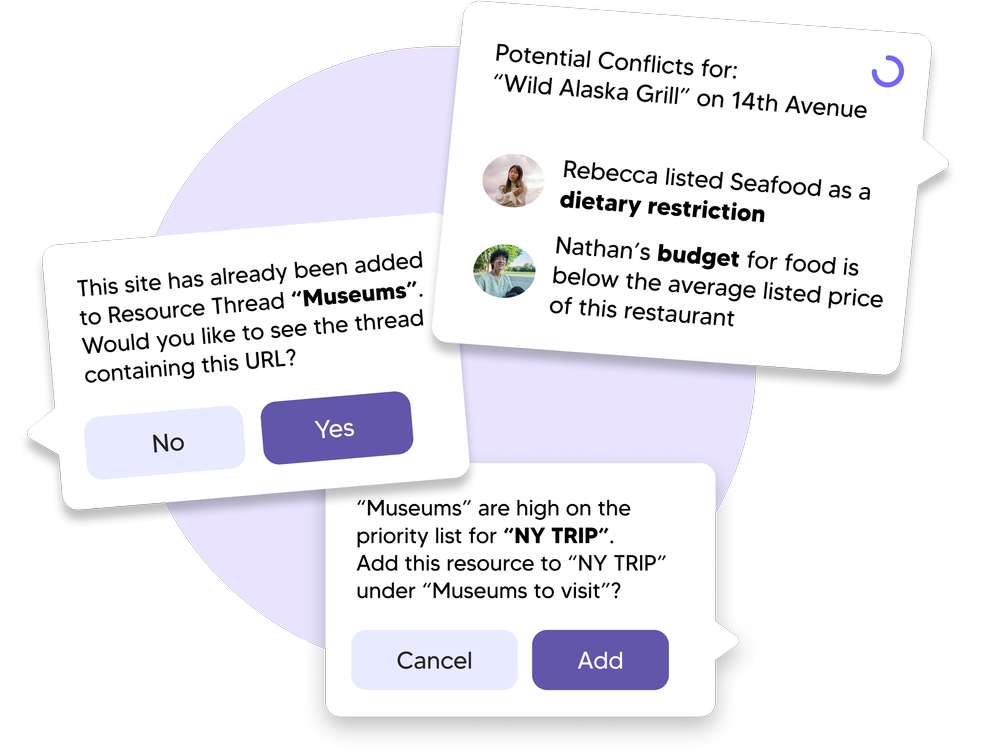 Potential Conflicts for:
“Wild Alaska Grill” on 14th Avenue
Rebecca listed Seafood as a
dietary restriction
Nathan’s budget for food is
below the average listed price
of this restaurant
This site has already been added
to Resource Thread “Museums”.
Would you like to see the thread
containing this URL?
No
Yes
“Museums” are high on the
priority list for “NY TRIP”.
Add this resource to “NY TRIP”
under “Museums to visit”?
Cancel
Add